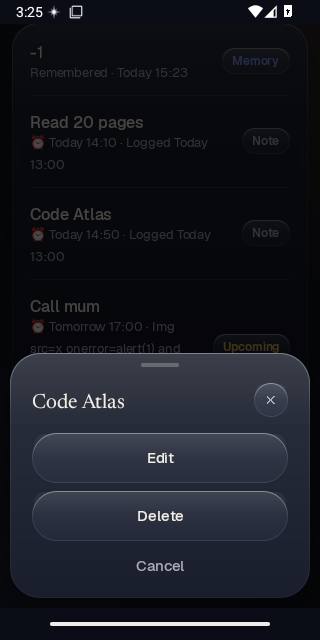 3:25
-1
Remembered · Today 15:23
Memory
Read 20 pages
⏰ Today 14:10 · Logged Today
13:00
Note
Code Atlas
⏰ Today 14:50 · Logged Today
13:00
Note
Call mum
⏰ Tomorrow 17:00 · Img
src=x onerror=alert(1) and
Upcoming
Code Atlas
Edit
Delete
Cancel